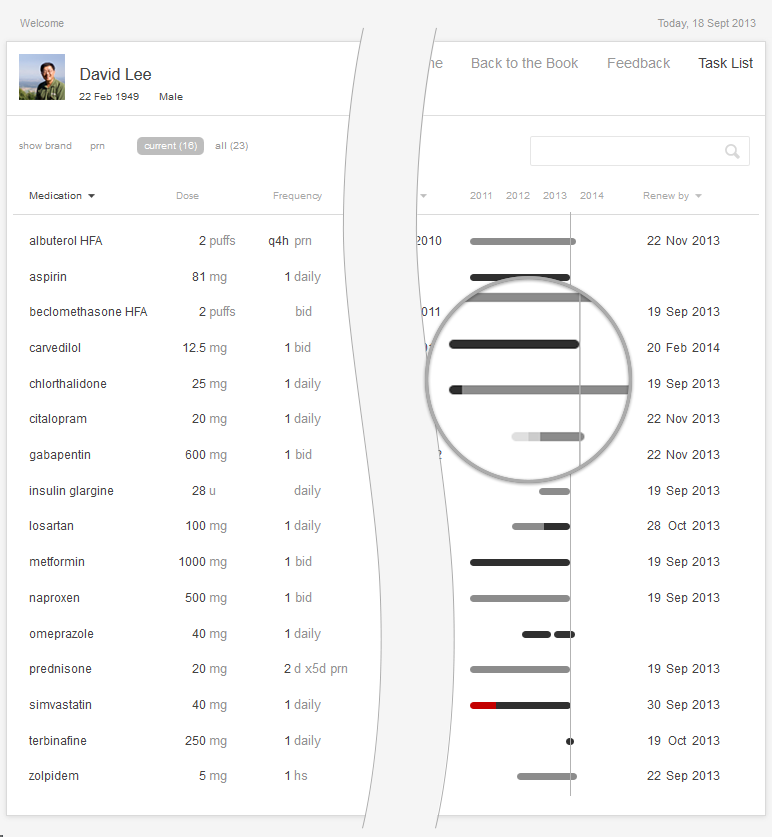 Welcome Today, 18 Sept 2013
David Lee
22 Feb 1949 Male
Back to the Book Feedback Task List
show brand prn current (16) all (23)
Medication Dose Frequency 2011 2012 2013 2014 Renew by
albuterol HFA 2 puffs q4h prn 2010 22 Nov 2013
aspirin 81 mg 1 daily
beclomethasone HFA 2 puffs bid 011 19 Sep 2013
carvedilol 12.5 mg 1 bid 20 Feb 2014
chlorthalidone 25 mg 1 daily 19 Sep 2013
citalopram 20 mg 1 daily 22 Nov 2013
gabapentin 600 mg 1 bid 22 Nov 2013
insulin glargine 28 u daily 19 Sep 2013
losartan 100 mg 1 daily 28 Oct 2013
metformin 1000 mg 1 bid 19 Sep 2013
naproxen 500 mg 1 bid 19 Sep 2013
omeprazole 40 mg 1 daily
prednisone 20 mg 2 d x5d prn 19 Sep 2013
simvastatin 40 mg 1 daily 30 Sep 2013
terbinafine 250 mg 1 daily 19 Oct 2013
zolpidem 5 mg 1 hs 22 Sep 2013